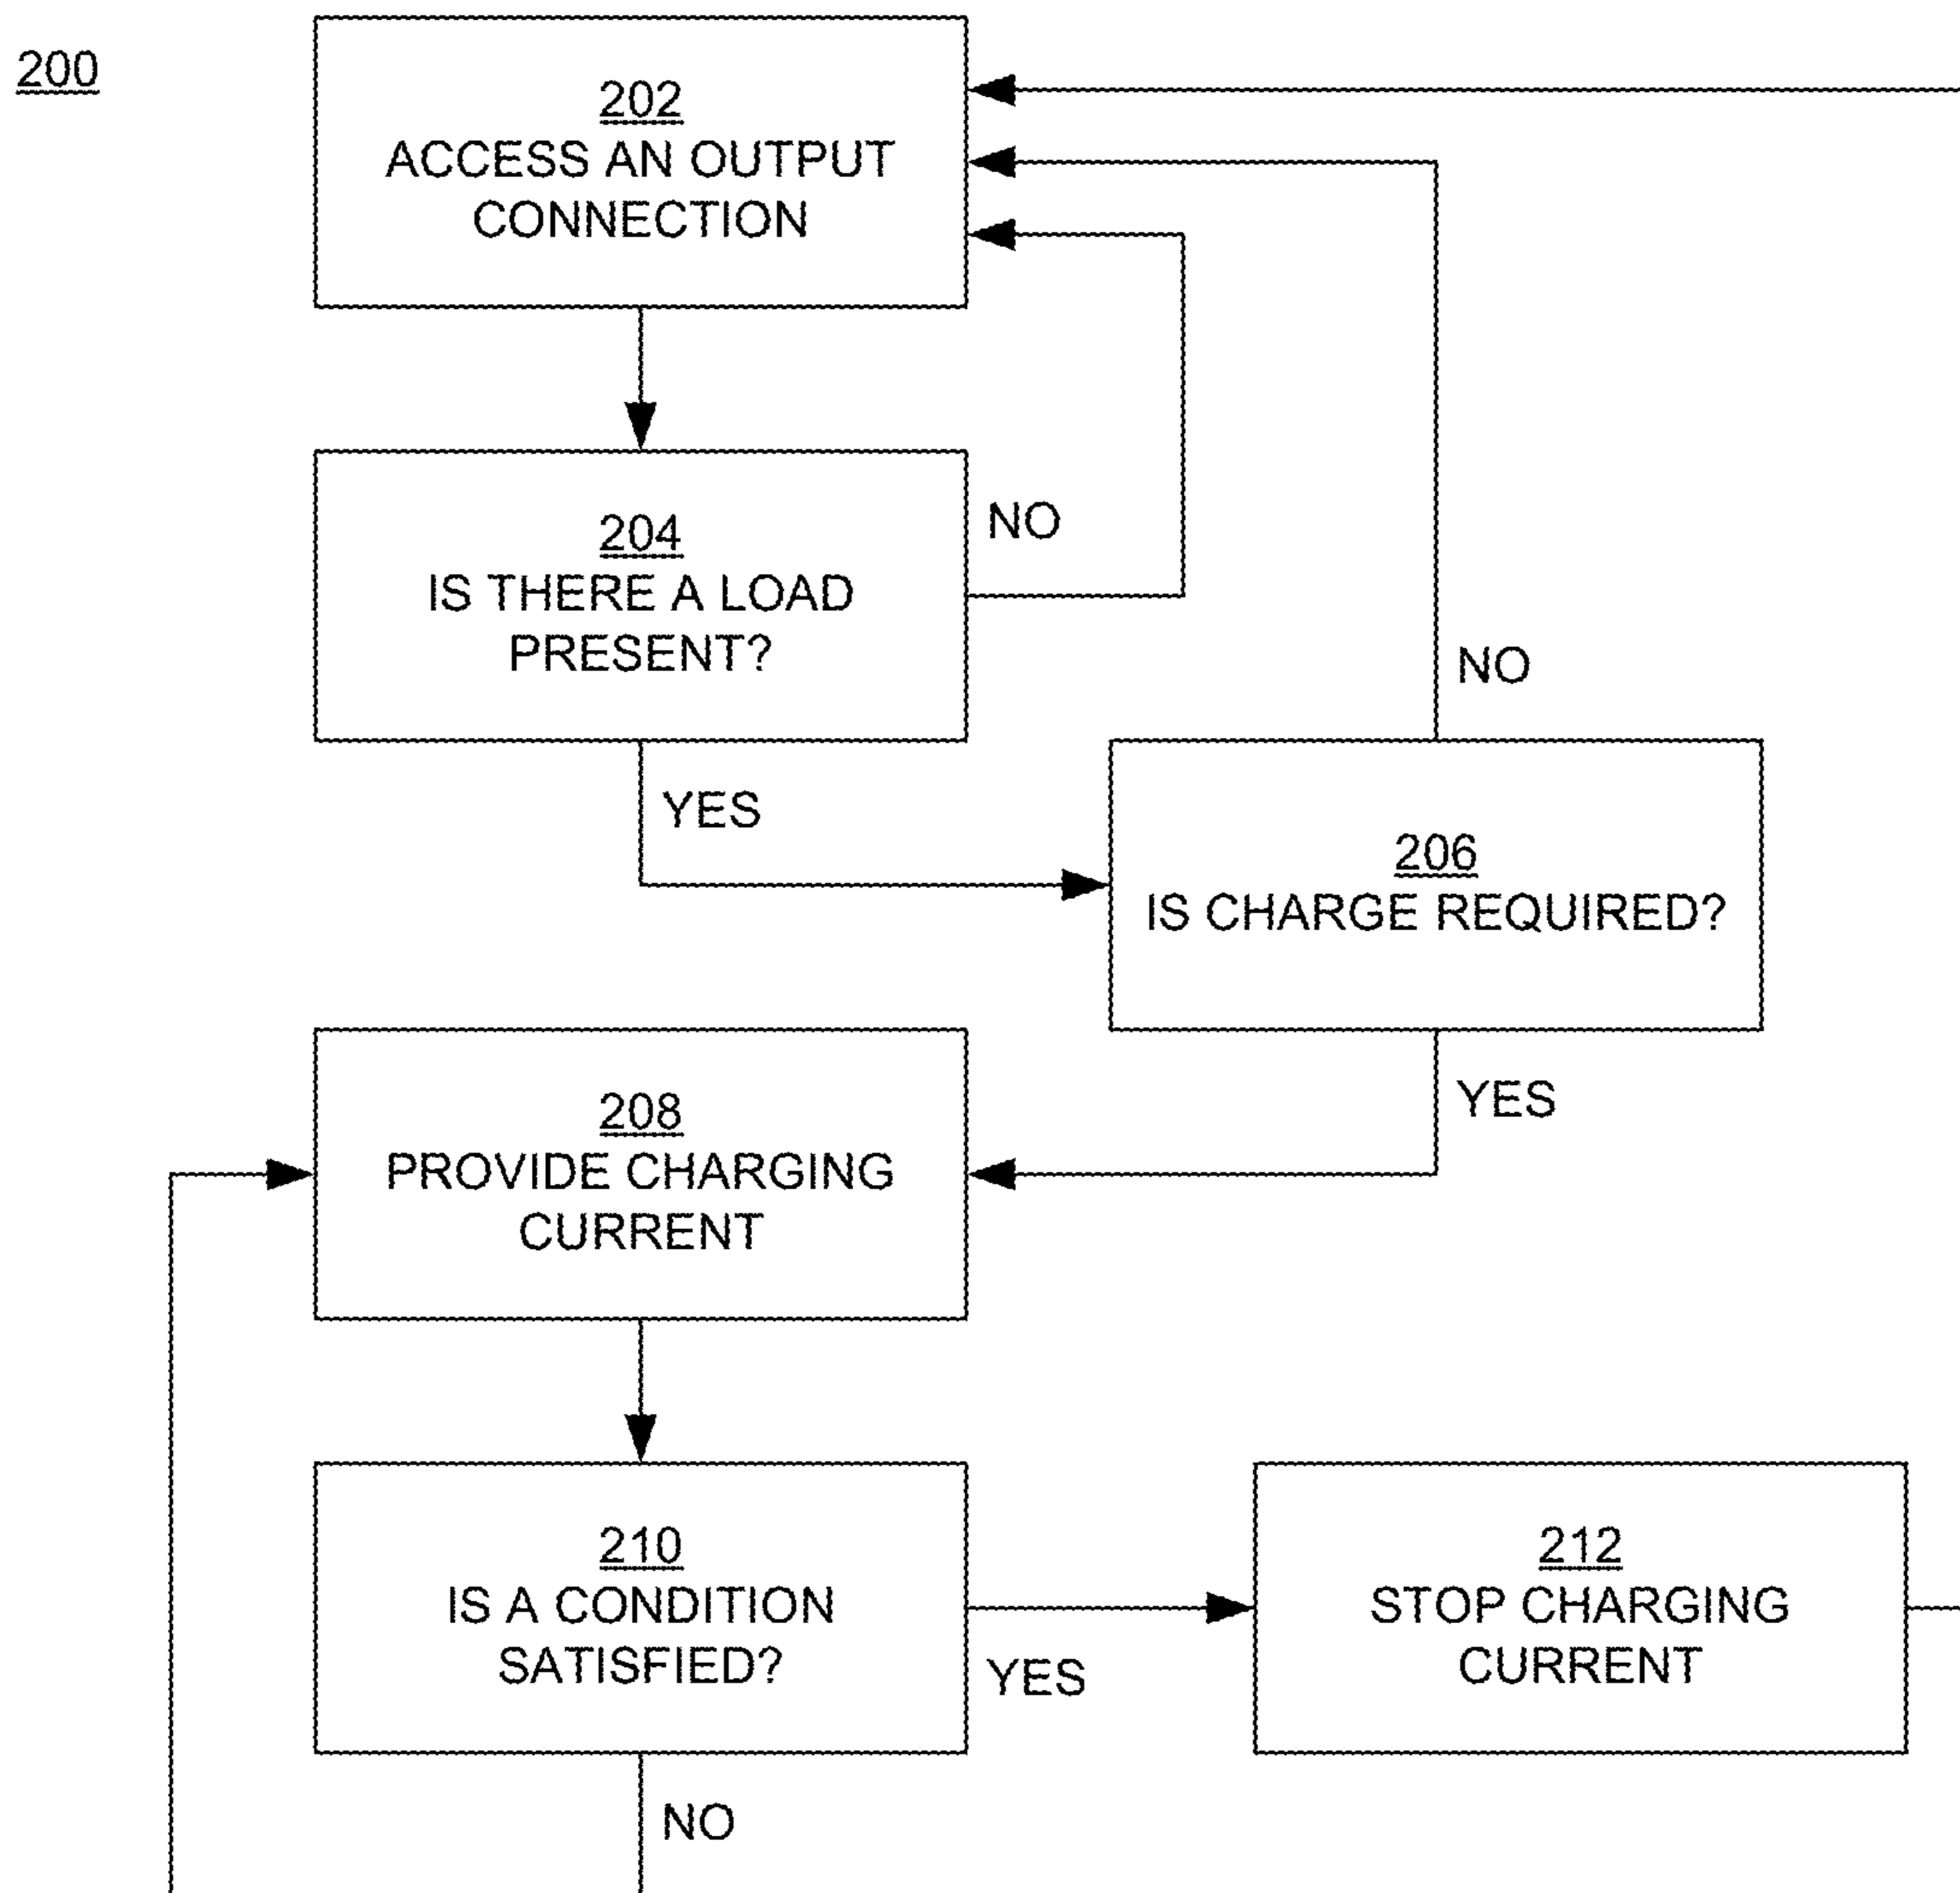 200
202
ACCESS AN OUTPUT
CONNECTION
204
IS THERE A LOAD
PRESENT?
NO
NO
YES
206
IS CHARGE REQUIRED?
YES
208
PROVIDE CHARGING
CURRENT
210
IS A CONDITION
SATISFIED?
YES
212
STOP CHARGING
CURRENT
NO